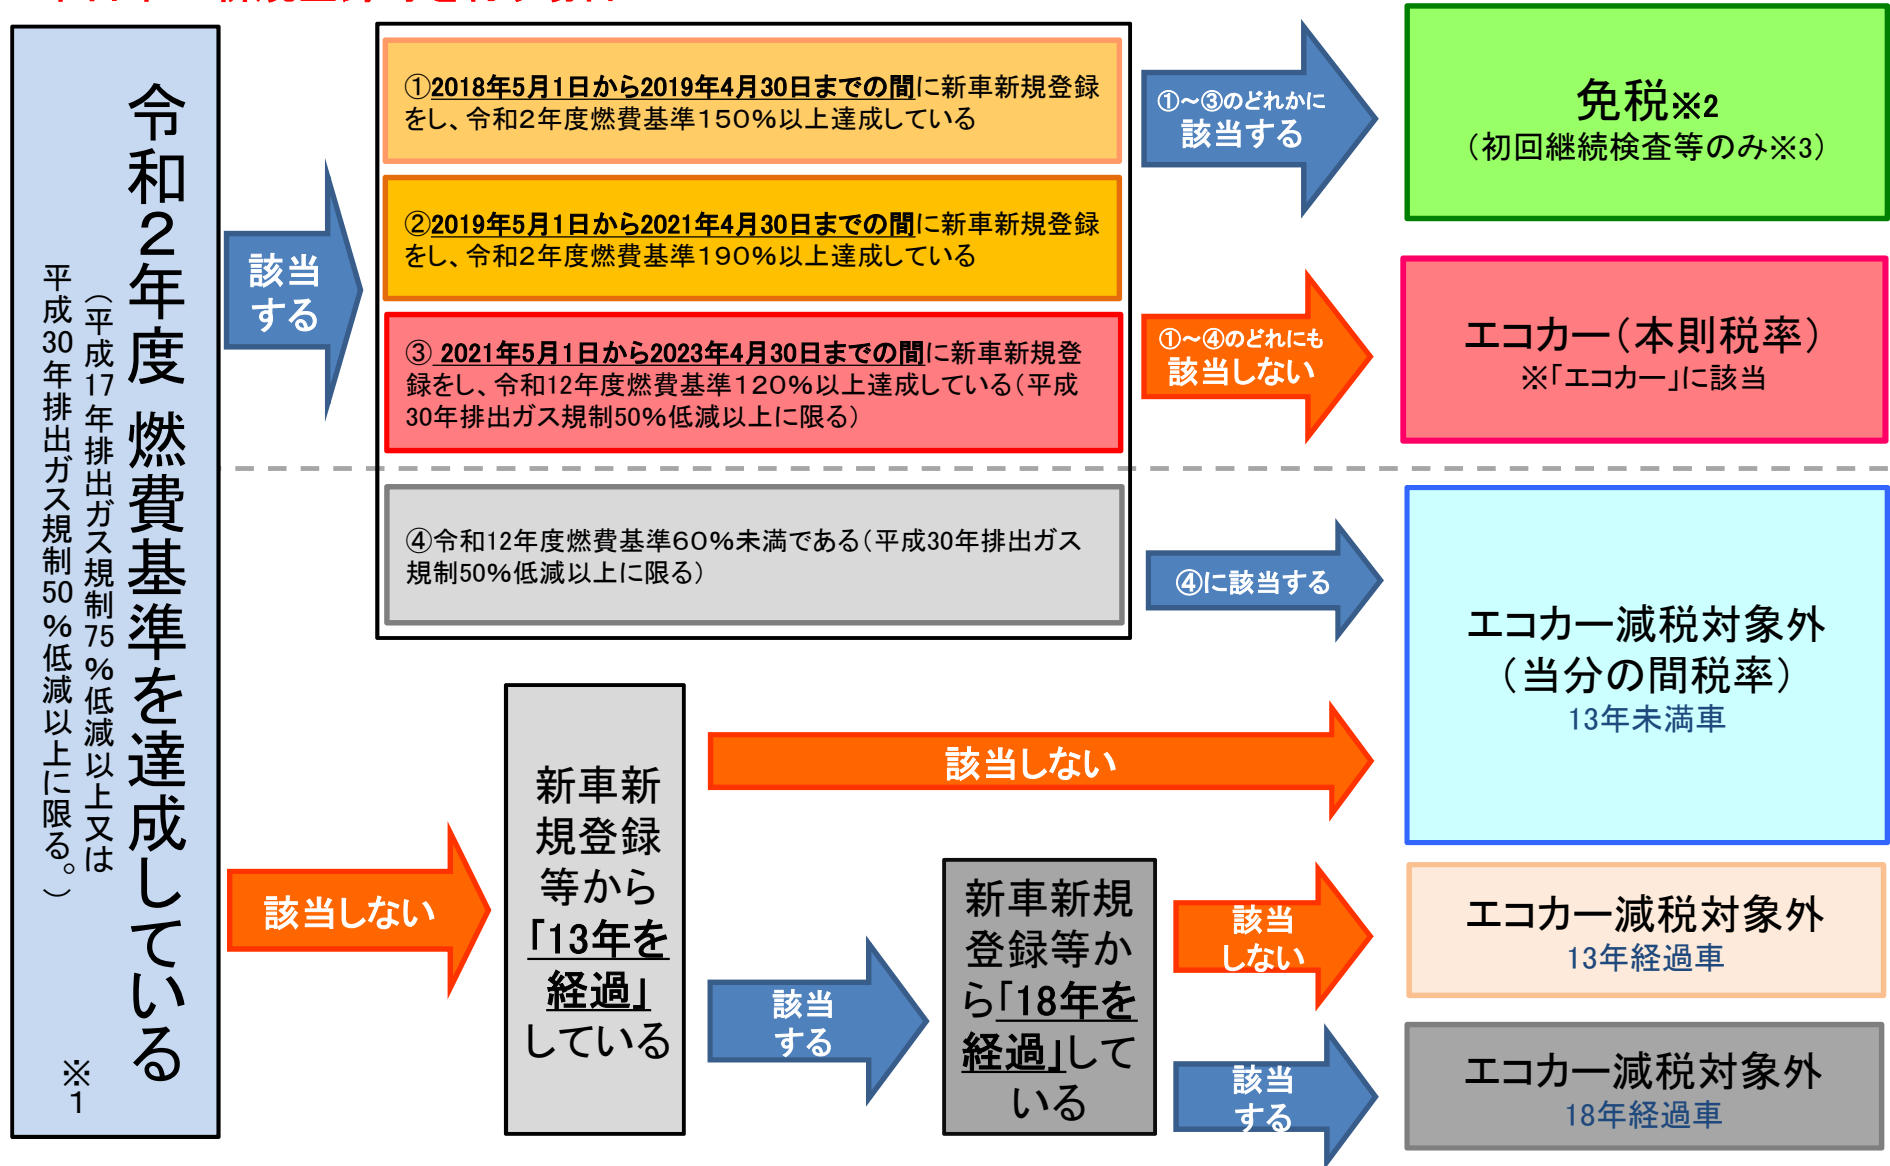 令和２年度 燃費基準を達成している
（平成17年排出ガス規制75％低減以上又は
平成30年排出ガス規制50％低減以上に限る。）
※1
該当
する
①2018年5月1日から2019年4月30日までの間に新車新規登録
をし、令和２年度燃費基準１５０％以上達成している
②2019年5月1日から2021年4月30日までの間に新車新規登録
をし、令和２年度燃費基準１９０％以上達成している
③ 2021年5月1日から2023年4月30日までの間に新車新規登
録をし、令和12年度燃費基準１２０％以上達成している（平成
30年排出ガス規制50％低減以上に限る）
④令和12年度燃費基準６０％未満である（平成30年排出ガス
規制50％低減以上に限る）
①～③のどれかに
該当する
免税※2
（初回継続検査等のみ※3）
①～④のどれにも
該当しない
エコカー（本則税率）
※「エコカー」に該当
④に該当する
エコカー減税対象外
（当分の間税率）
13年未満車
該当しない
新車新
規登録
等から
「13年を
経過」
している
該当しない
該当
する
新車新規
登録等か
ら「18年を
経過」して
いる
該当
しない
エコカー減税対象外
13年経過車
該当
する
エコカー減税対象外
18年経過車